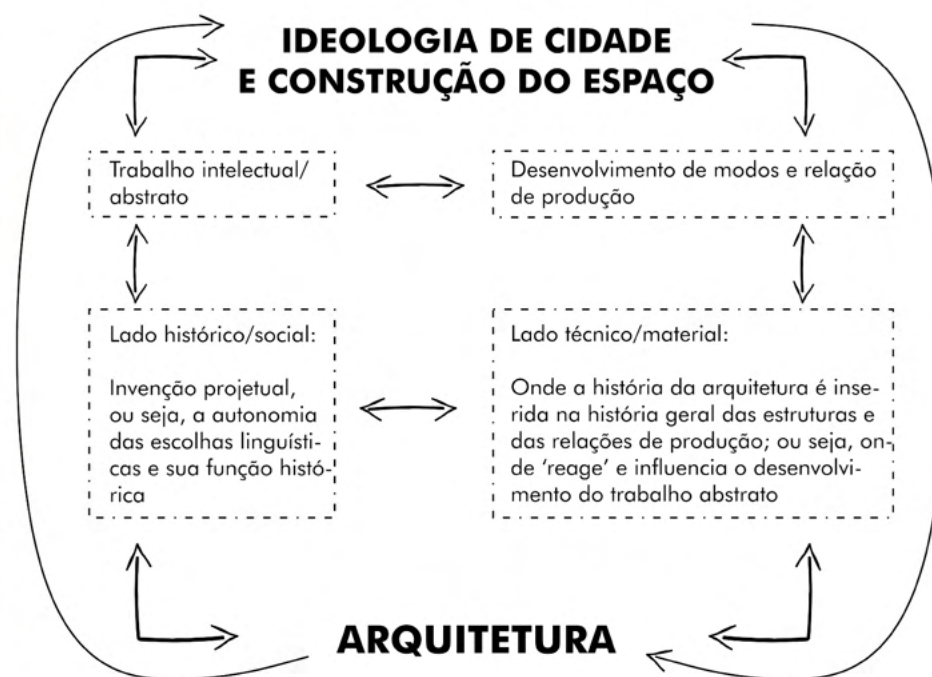 IDEOLOGIA DE CIDADE
E CONSTRUÇÃO DO ESPAÇO
Trabalho intelectual/
abstrato
Desenvolvimento de modos e relação
de produção
Lado histórico/social:
Invenção projetual,
ou seja, a autonomia
das escolhas linguísti-
cas e sua função histó-
rica
Lado técnico/material:
Onde a história da arquitetura é inse-
rida na história geral das estruturas e
das relações de produção; ou seja, on-
de 'reage' e influencia o desenvolvi-
mento do trabalho abstrato
ARQUITETURA